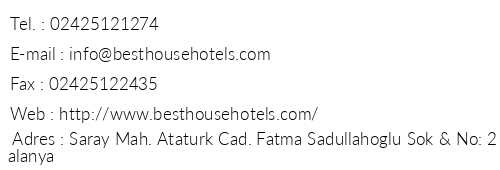 Tel. : 02425121274
E-mail : info@besthousehotels.com
Fax : 02425122435
Web : http://www.besthousehotels.com/
Adres : Saray Mah. Ataturk Cad. Fatma Sadullahoglu Sok & No: 2
alanya